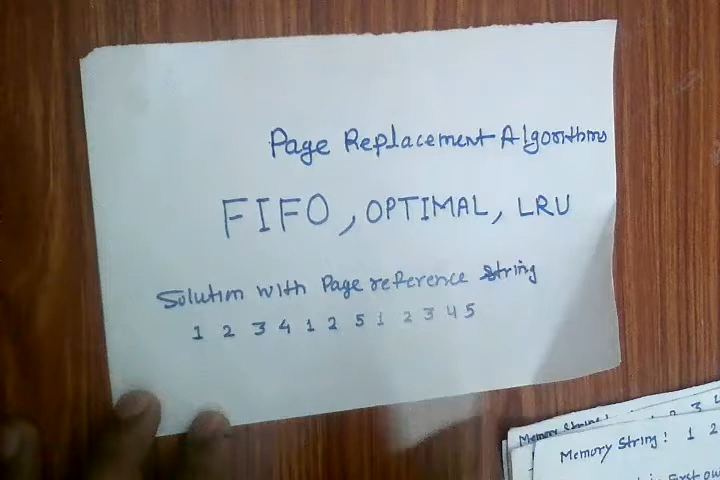 Page Replacement Algorithms
FIFO, OPTIMAL, LRU
Solution with Page reference string
1 2 3 4 1 2 5 1 2 3 4 5
Memory String: 1 2
First